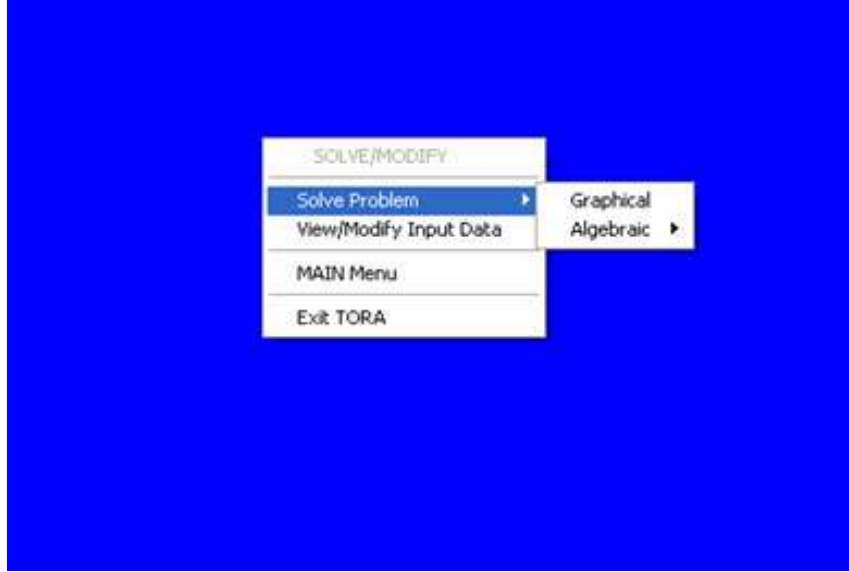 SOLVE/MODIFY
Solve Problem
Graphical
View/Modify Input Data
Algebraic
MAIN Menu
Exit TORA